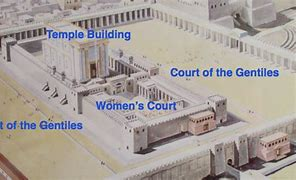 Temple Building
Court of the Gentiles
Women's Court
t of the Gentiles